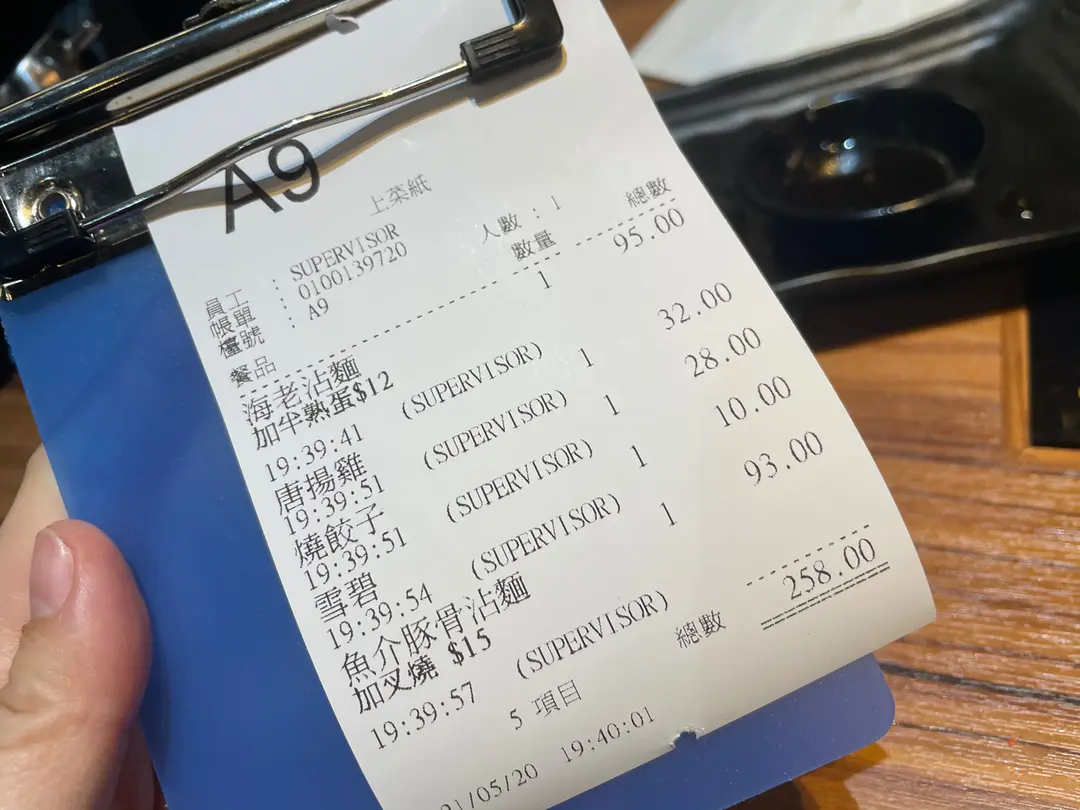 A9
上菜紙
員工 : SUPERVISOR
帳單 : 0100139720 人數 : 1
檯號 : A9
餐品 數量 總數
海老沾麵 1 95.00
加半熟蛋$12
19:39:41 (SUPERVISOR)
唐揚雞 1 32.00
19:39:51 (SUPERVISOR)
燒餃子 1 28.00
19:39:51 (SUPERVISOR)
雪碧 1 10.00
19:39:54 (SUPERVISOR)
魚介豚骨沾麵 1 93.00
加叉燒 $15
19:39:57 (SUPERVISOR)
5 項目 總數 258.00
21/05/20 19:40:01